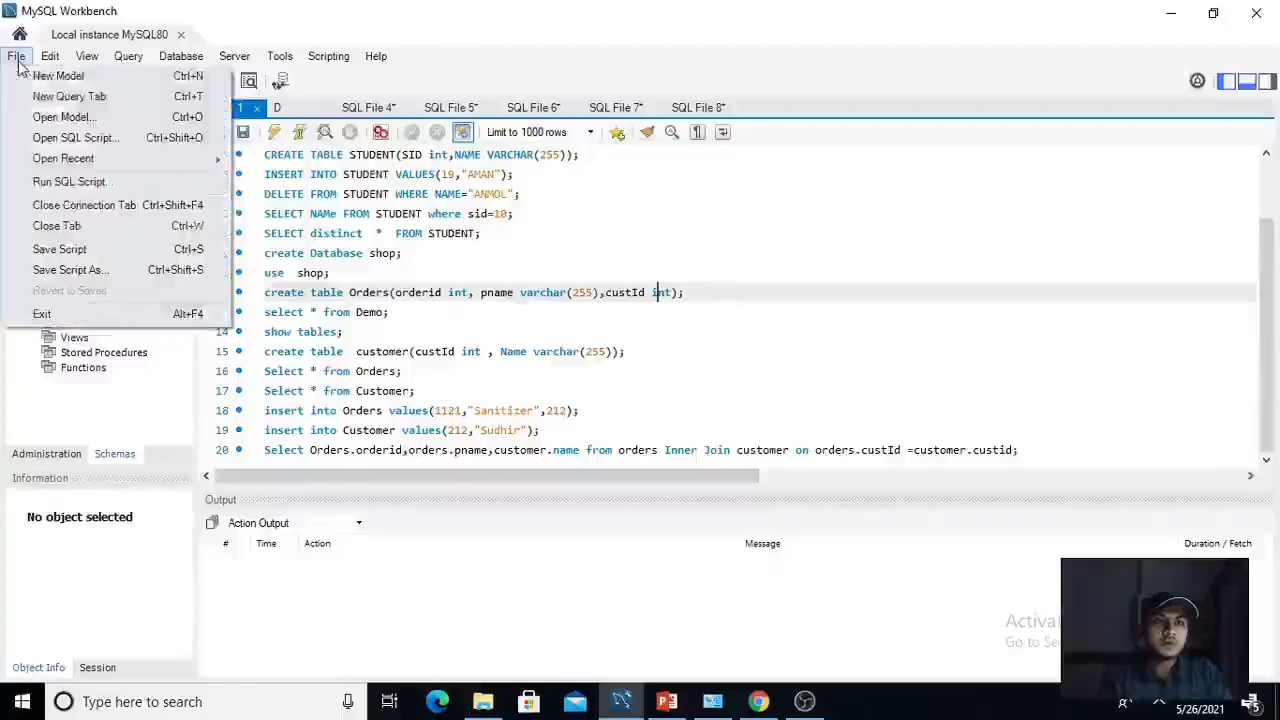 MySQL Workbench
Local instance MySQL80
File Edit View Query Database Server Tools Scripting Help
New Model Ctrl+N
New Query Tab Ctrl+T
Open Model... Ctrl+O
Open SQL Script... Ctrl+Shift+O
Open Recent
Run SQL Script...
Close Connection Tab Ctrl+Shift+F4
Close Tab Ctrl+W
Save Script Ctrl+S
Save Script As... Ctrl+Shift+S
Revert to Saved
Exit Alt+F4
Views
Stored Procedures
Functions
Administration Schemas
Information
No object selected
Object Info Session
1 D SQL File 4* SQL File 5* SQL File 6* SQL File 7* SQL File 8*
Limit to 1000 rows
CREATE TABLE STUDENT(SID int,NAME VARCHAR(255));
INSERT INTO STUDENT VALUES(19,"AMAN");
DELETE FROM STUDENT WHERE NAME="ANMOL";
SELECT NAMe FROM STUDENT where sid=10;
SELECT distinct * FROM STUDENT;
create Database shop;
use shop;
create table Orders(orderid int, pname varchar(255),custId int);
select * from Demo;
14 show tables;
15 create table customer(custId int , Name varchar(255));
16 Select * from Orders;
17 Select * from Customer;
18 insert into Orders values(1121,"Sanitizer",212);
19 insert into Customer values(212,"Sudhir");
20 Select Orders.orderid,orders.pname,customer.name from orders Inner Join customer on orders.custId =customer.custid;
Output
Action Output
# Time Action Message Duration / Fetch
Activa
Go to Se
Type here to search
5/26/2021
5